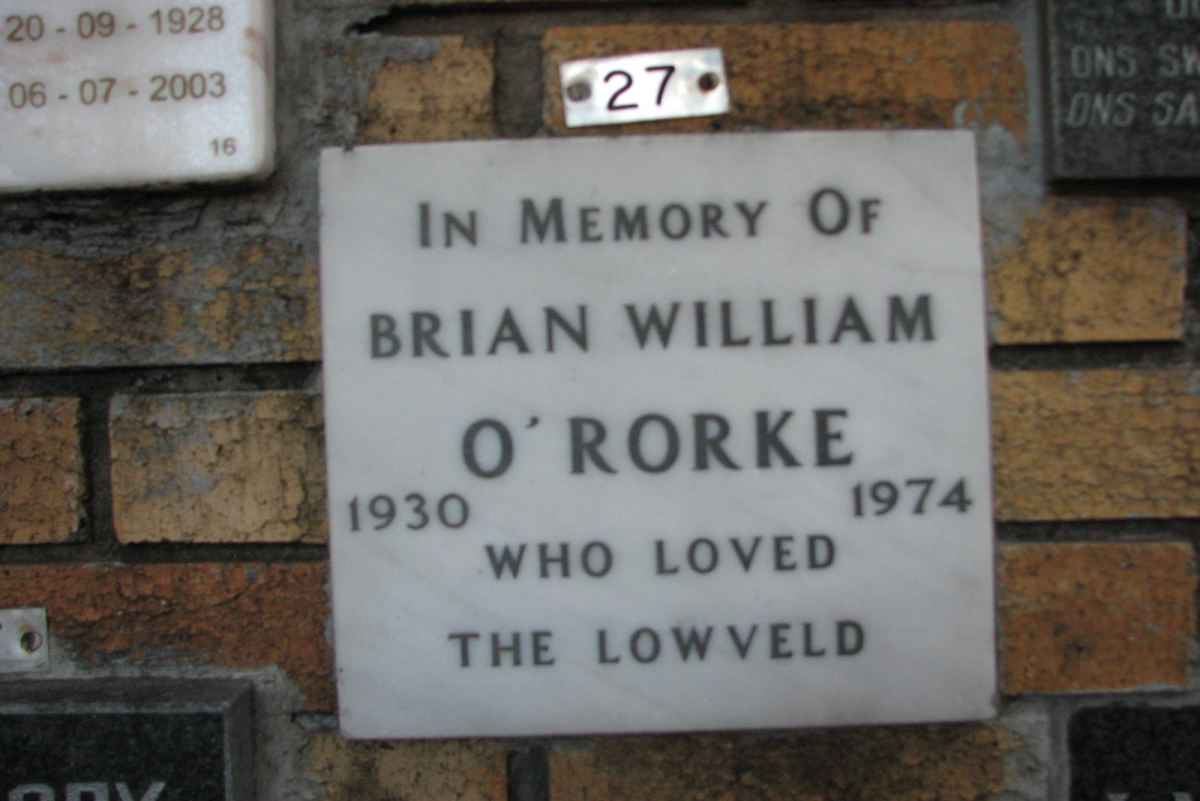 20 - 09 - 1928
06 - 07 - 2003
16
27
ONS
ONS
In Memory Of
BRIAN WILLIAM
O'RORKE
1930 1974
WHO LOVED
THE LOWVELD